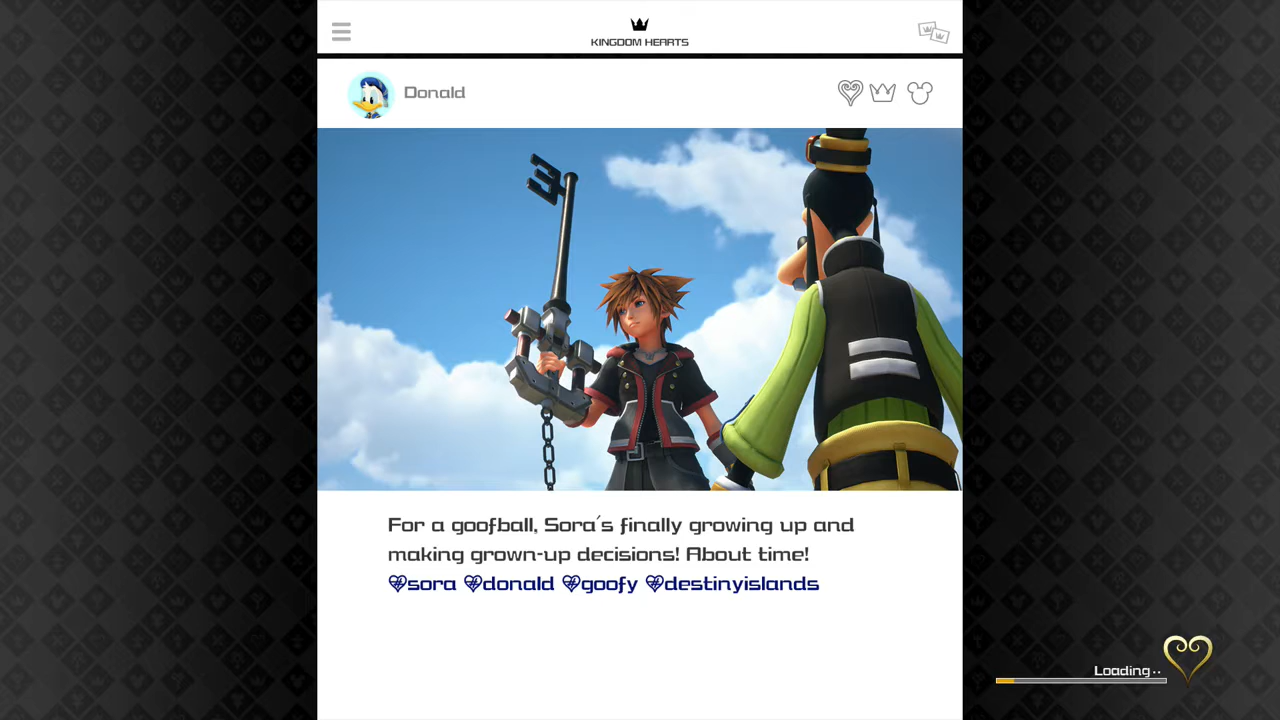 KINGDOM HEARTS
Donald
For a goofball, Sora's finally growing up and
making grown-up decisions! About time!
sora donald goofy destinyislands
Loading..